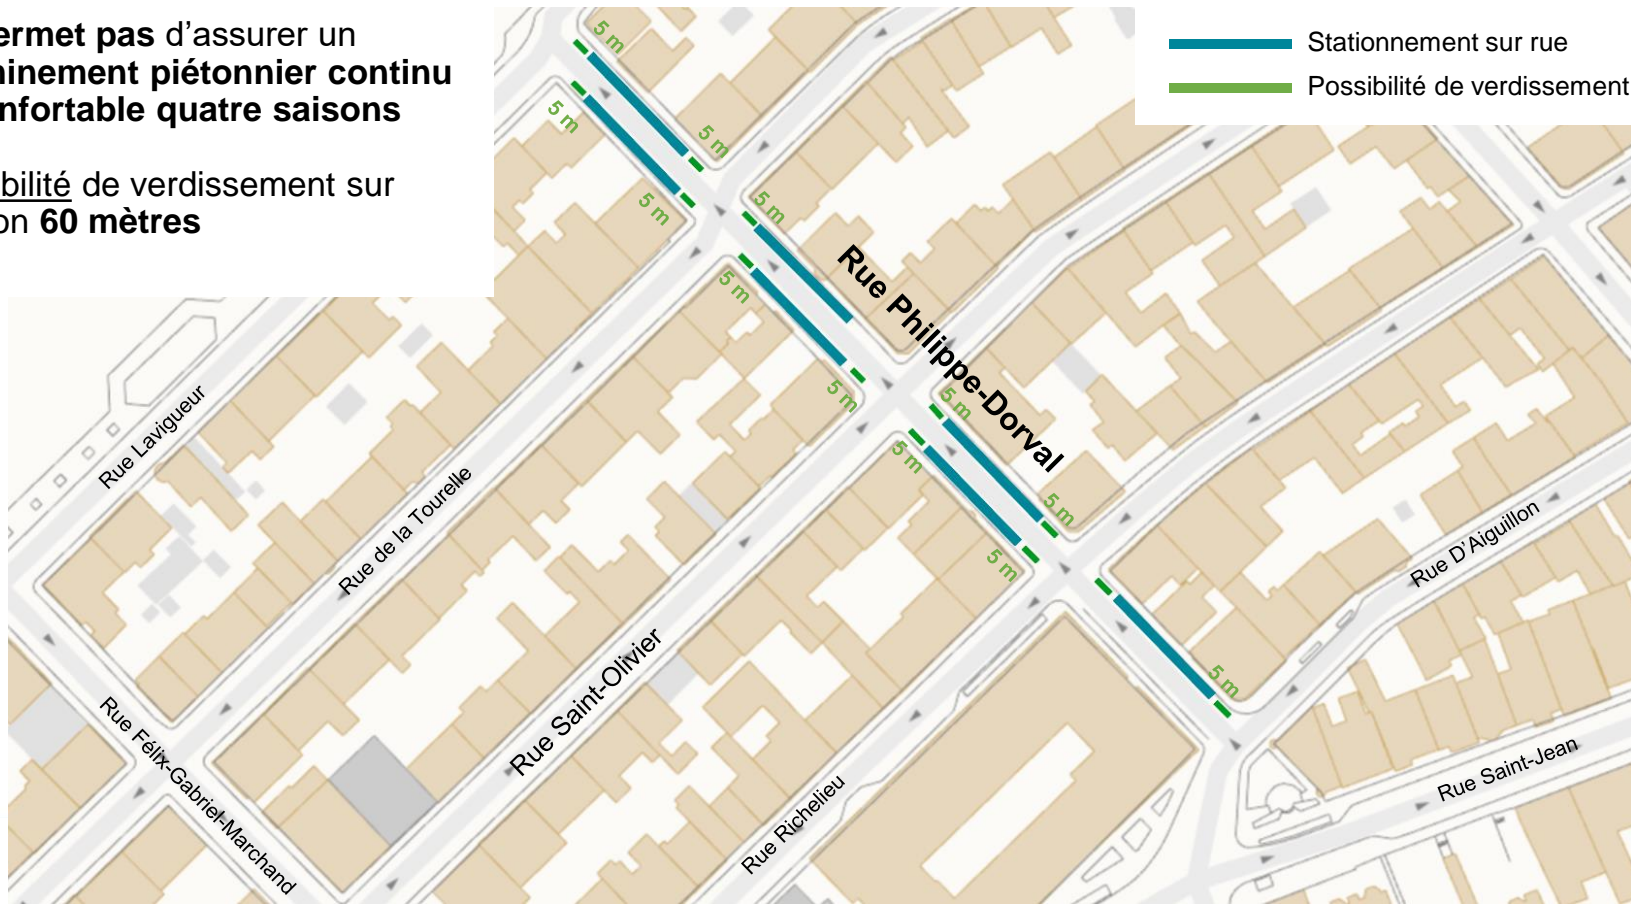 ermet pas d'assurer un
ninement piétonnier continu
nfortable quatre saisons
bilité de verdissement sur
on 60 mètres
Stationnement sur rue
Possibilité de verdissement
5 m
5 m
5 m
5 m
5 m
5 m
5 m
5 m
5 m
5 m
5 m
5 m
Rue Philippe-Dorval
Rue Lavigueur
Rue de la Tourelle
Rue D'Aiguillon
Rue Saint-Olivier
Rue Félix-Gabriel-Marchand
Rue Richelieu
Rue Saint-Jean